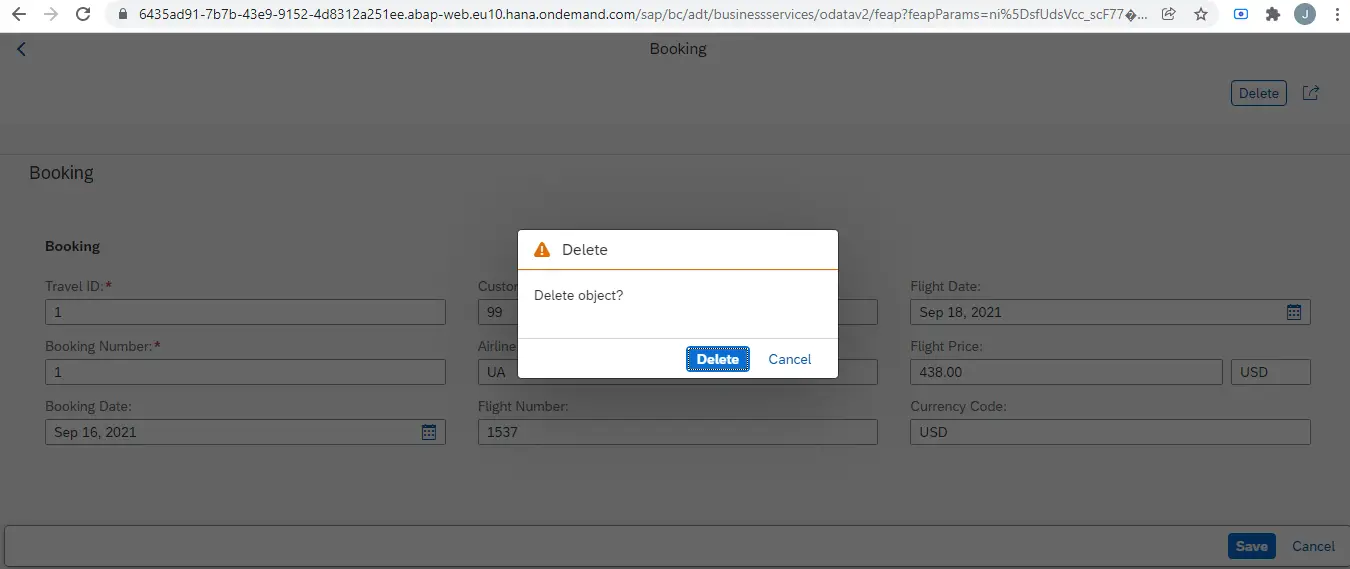 6435ad91-7b7b-43e9-9152-4d8312a251ee.abap-web.eu10.hana.ondemand.com/sap/bc/adt/businessservices/odatav2/feap?feapParams=ni%5DsfUdsVcc_scF77�... J
Booking
Delete
Booking
Booking
Delete
Delete object?
Delete Cancel
Travel ID:* Custor Flight Date:
1 99 Sep 18, 2021
Booking Number:* Airline Flight Price:
1 UA 438.00 USD
Booking Date: Flight Number: Currency Code:
Sep 16, 2021 1537 USD
Save Cancel